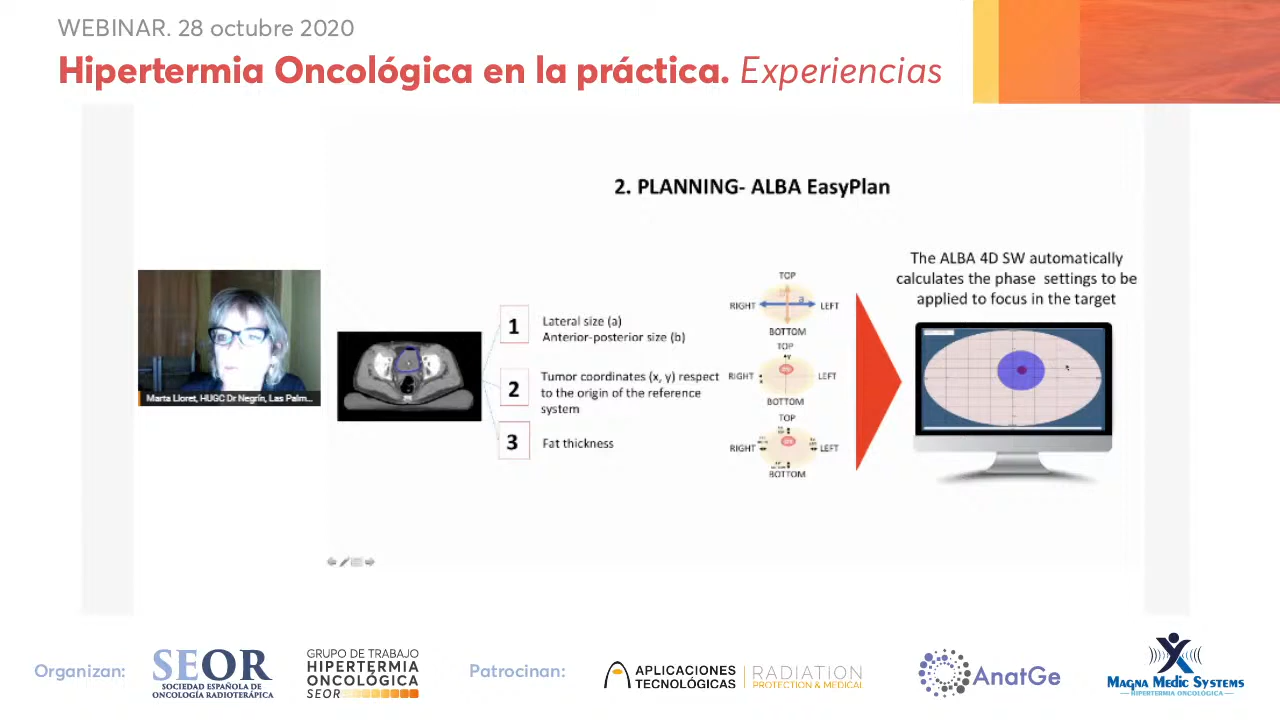 WEBINAR. 28 octubre 2020
Hipertermia Oncológica en la práctica. Experiencias
2. PLANNING- ALBA EasyPlan
The ALBA 4D SW automatically
calculates the phase settings to be
applied to focus in the target
1
Lateral size (a)
Anterior-posterior size (b)
2
Tumor coordinates (x, y) respect
to the origin of the reference
system
3
Fat thickness
TOP
RIGHT
a
LEFT
BOTTOM
TOP
RIGHT
LEFT
BOTTOM
TOP
RIGHT
LEFT
BOTTOM
Marta Lloret, HUGC Dr Negrín, Las Palm...
Organizan:
SEOR
SOCIEDAD ESPAÑOLA DE
ONCOLOGÍA RADIOTERÁPICA
GRUPO DE TRABAJO
HIPERTERMIA
ONCOLÓGICA
SEOR
Patrocinan:
APLICACIONES
TECNOLÓGICAS
RADIATION
PROTECTION & MEDICAL
AnatGe
MAGNA MEDIC SYSTEMS
HIPERTERMIA ONCOLÓGICA